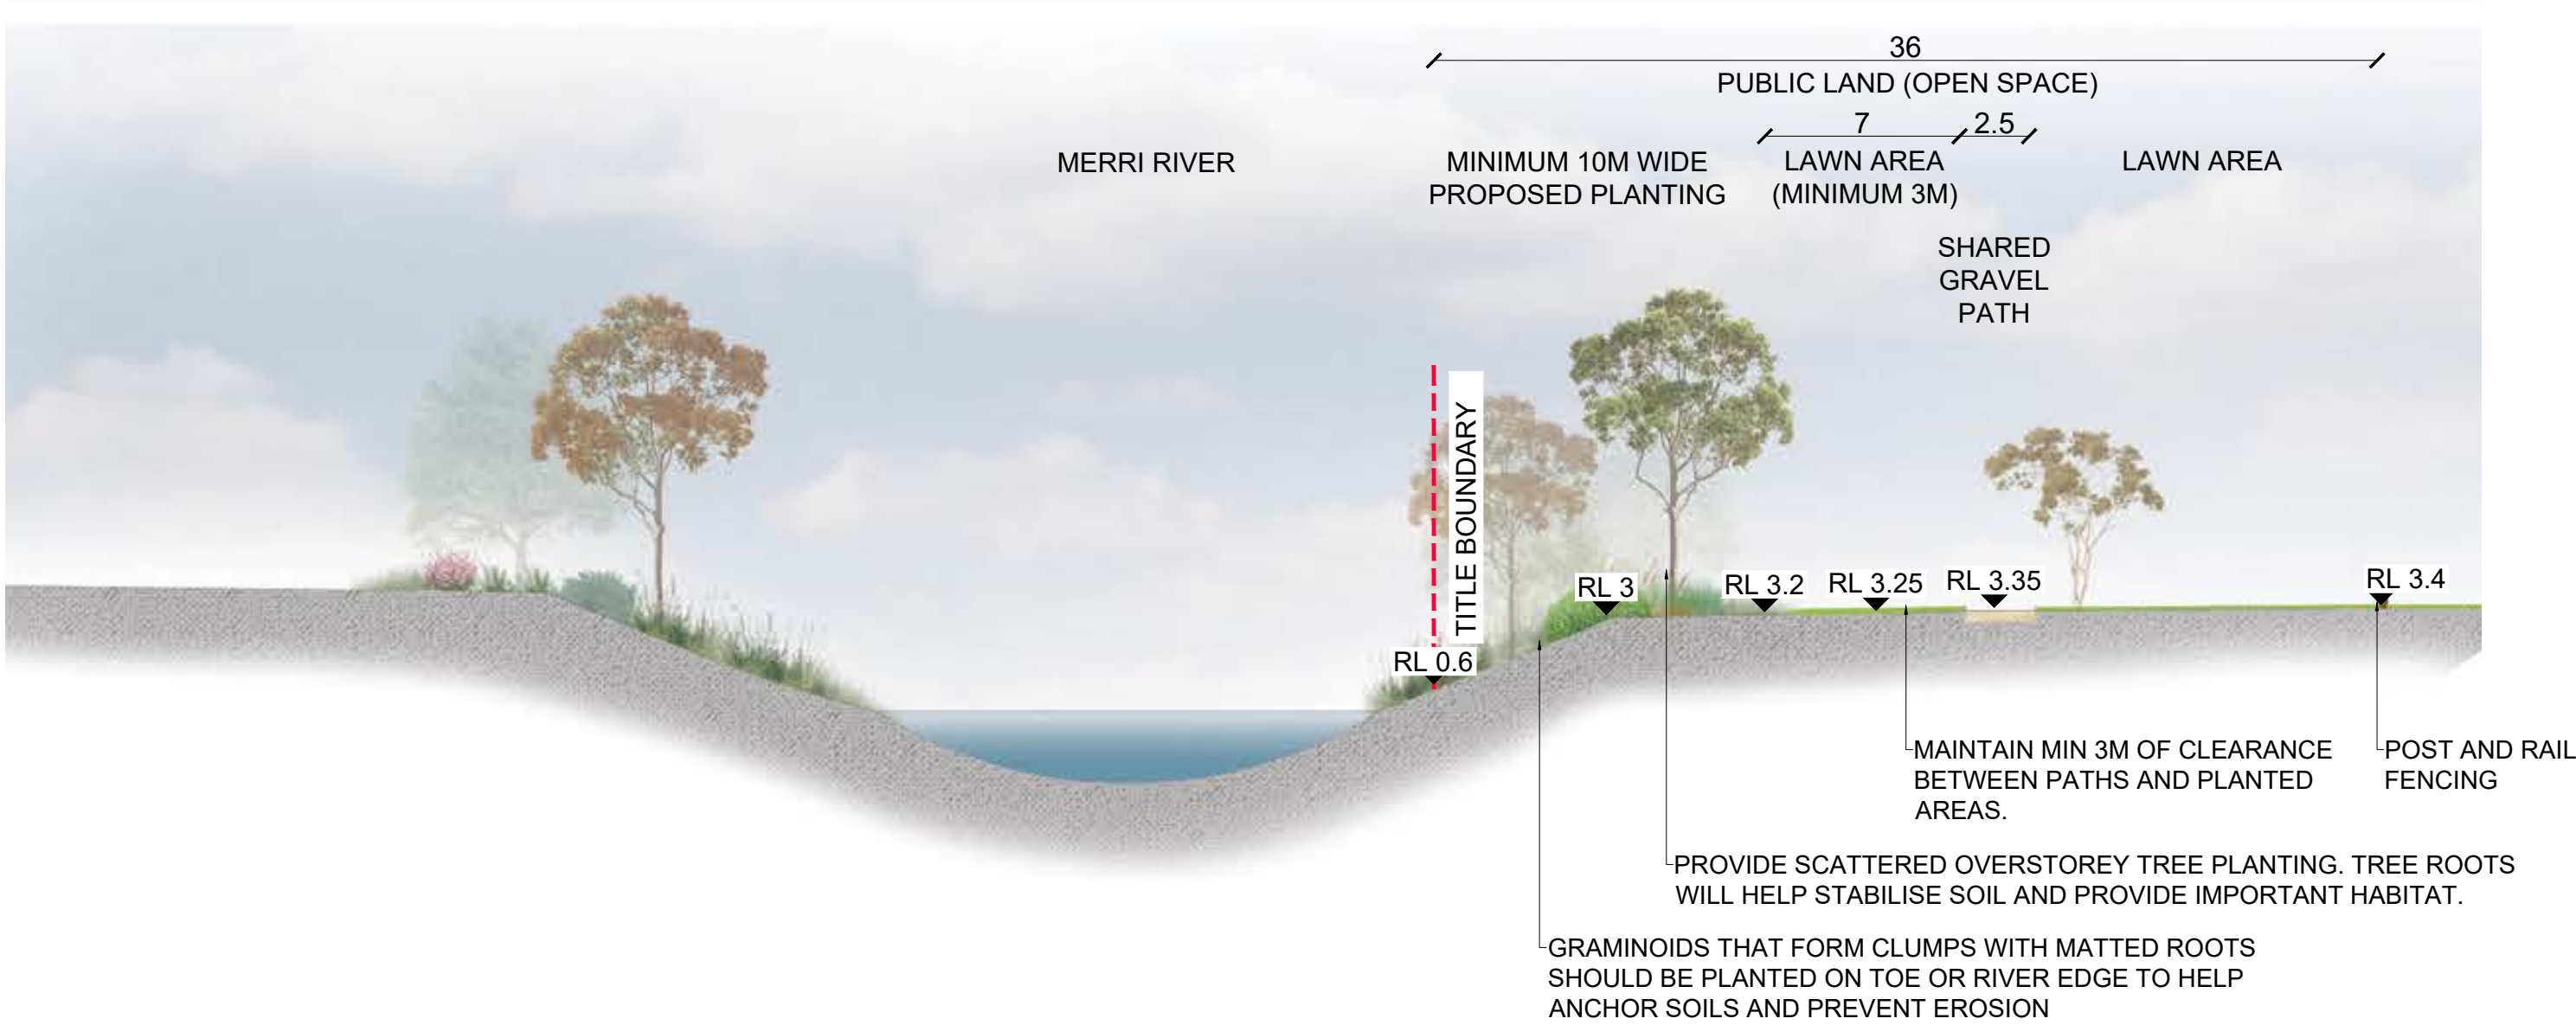 36
PUBLIC LAND (OPEN SPACE)
7
2.5
MERRI RIVER
MINIMUM 10M WIDE
PROPOSED PLANTING
LAWN AREA
(MINIMUM 3M)
LAWN AREA
SHARED
GRAVEL
PATH
TITLE BOUNDARY
RL 0.6
RL 3
RL 3.2
RL 3.25
RL 3.35
RL 3.4
MAINTAIN MIN 3M OF CLEARANCE
BETWEEN PATHS AND PLANTED
AREAS.
POST AND RAIL
FENCING
PROVIDE SCATTERED OVERSTOREY TREE PLANTING. TREE ROOTS
WILL HELP STABILISE SOIL AND PROVIDE IMPORTANT HABITAT.
GRAMINOIDS THAT FORM CLUMPS WITH MATTED ROOTS
SHOULD BE PLANTED ON TOE OR RIVER EDGE TO HELP
ANCHOR SOILS AND PREVENT EROSION